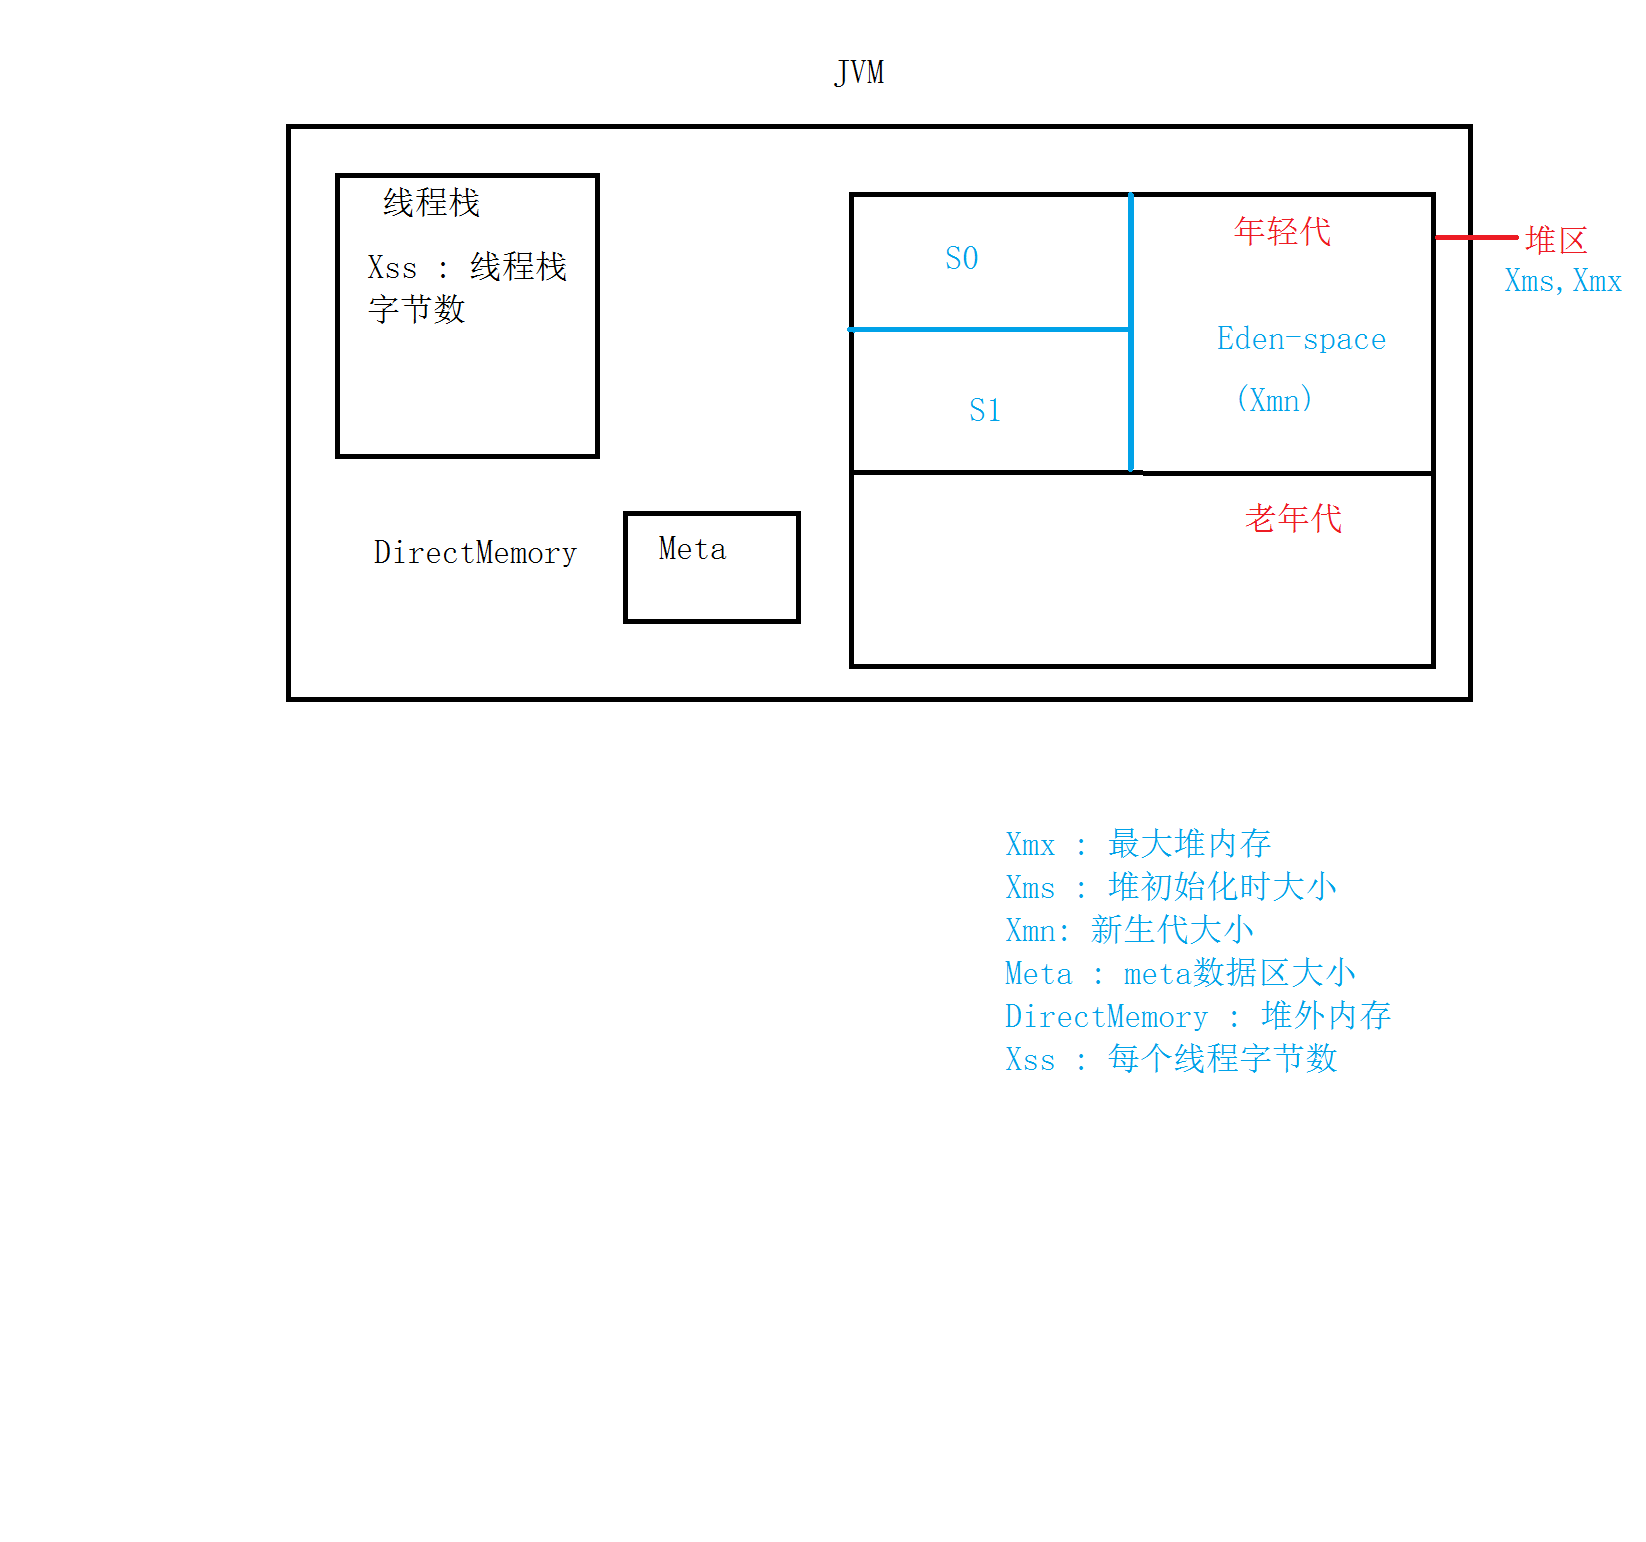 JVM
线程栈
Xss : 线程栈
字节数
S0
S1
年轻代
Eden-space
(Xmn)
堆区
Xms,Xmx
老年代
DirectMemory
Meta
Xmx : 最大堆内存
Xms : 堆初始化时大小
Xmn: 新生代大小
Meta : meta数据区大小
DirectMemory : 堆外内存
Xss : 每个线程字节数